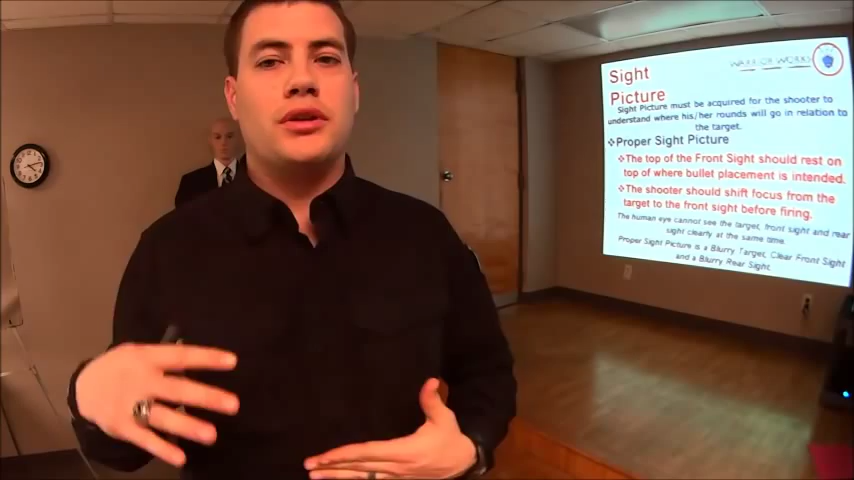 WARRIOR WORKS
Sight
Picture
Sight Picture must be acquired for the shooter to
understand where his/her rounds will go in relation to
the target.
❖Proper Sight Picture
❖The top of the Front Sight should rest on
top of where bullet placement is intended.
❖The shooter should shift focus from the
target to the front sight before firing.
The human eye cannot see the target, front sight and rear
sight clearly at the same time.
Proper Sight Picture is a Blurry Target, Clear Front Sight
and a Blurry Rear Sight.